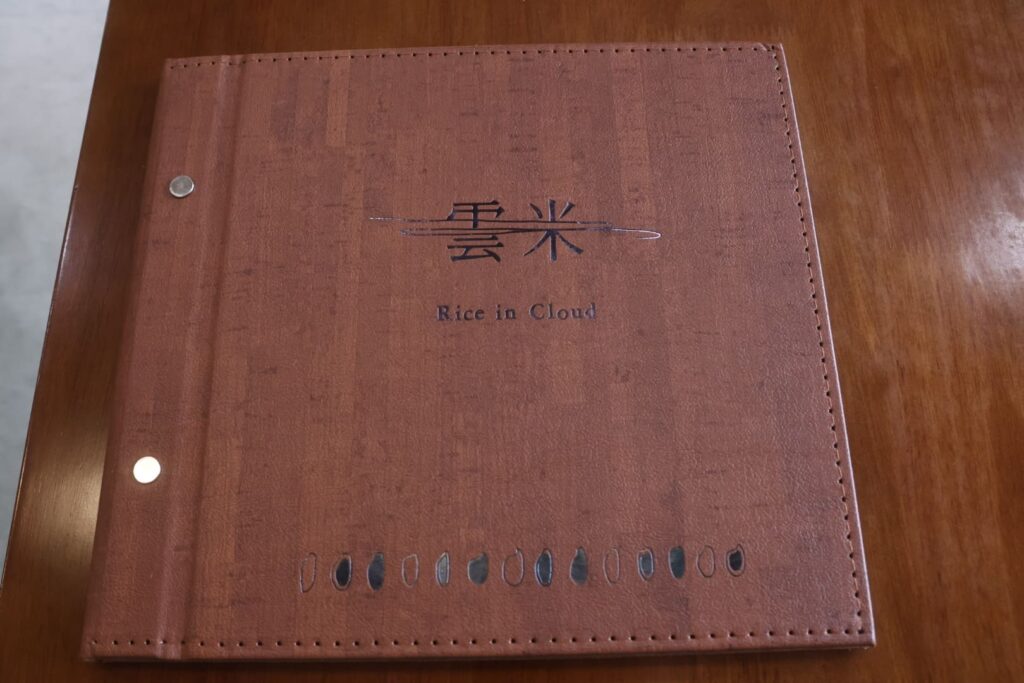 雲米
Rice in Cloud